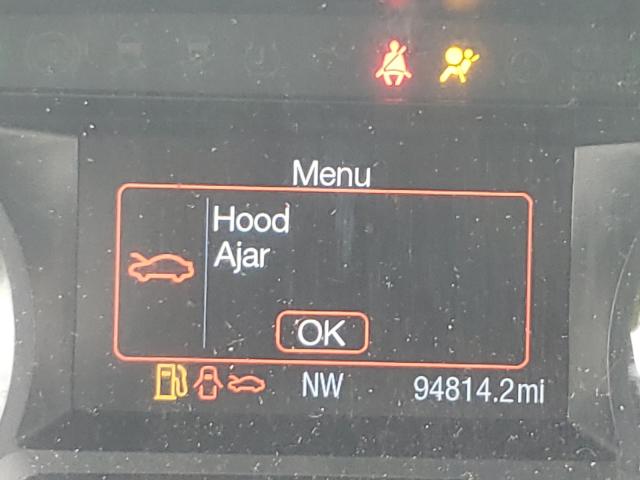 Menu
Hood
Ajar
OK
NW 94814.2mi